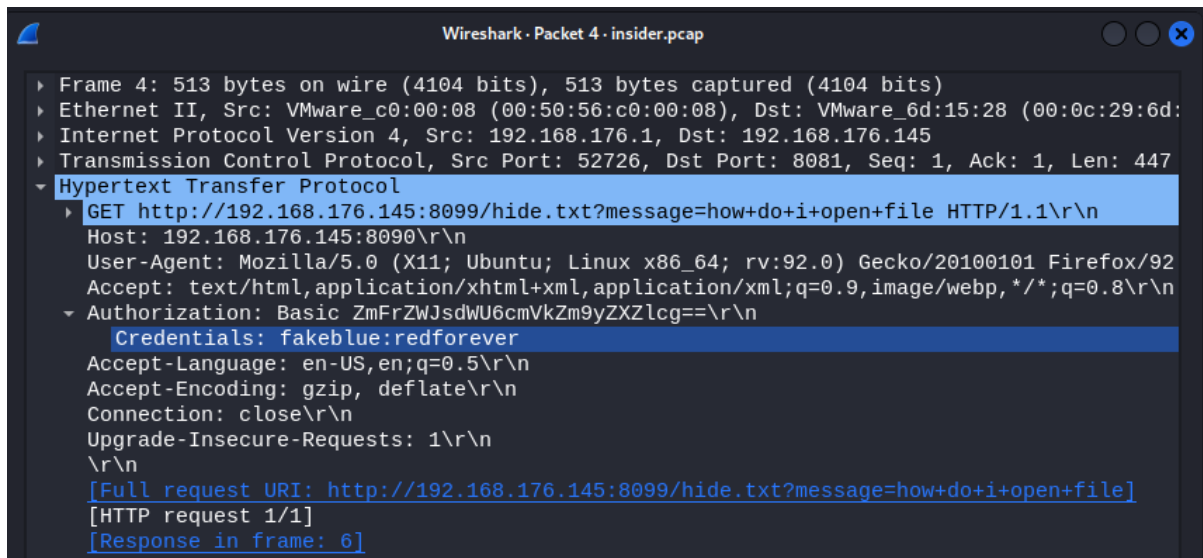 Wireshark · Packet 4 · insider.pcap
Frame 4: 513 bytes on wire (4104 bits), 513 bytes captured (4104 bits)
Ethernet II, Src: VMware_c0:00:08 (00:50:56:c0:00:08), Dst: VMware_6d:15:28 (00:0c:29:6d:
Internet Protocol Version 4, Src: 192.168.176.1, Dst: 192.168.176.145
Transmission Control Protocol, Src Port: 52726, Dst Port: 8081, Seq: 1, Ack: 1, Len: 447
Hypertext Transfer Protocol
GET http://192.168.176.145:8099/hide.txt?message=how+do+i+open+file HTTP/1.1\r\n
Host: 192.168.176.145:8090\r\n
User-Agent: Mozilla/5.0 (X11; Ubuntu; Linux x86_64; rv:92.0) Gecko/20100101 Firefox/92
Accept: text/html,application/xhtml+xml,application/xml;q=0.9,image/webp,*/*;q=0.8\r\n
Authorization: Basic ZmFrZWJsdWU6cmVkZm9yZXZlcg==\r\n
Credentials: fakeblue:redforever
Accept-Language: en-US,en;q=0.5\r\n
Accept-Encoding: gzip, deflate\r\n
Connection: close\r\n
Upgrade-Insecure-Requests: 1\r\n
\r\n
[Full request URI: http://192.168.176.145:8099/hide.txt?message=how+do+i+open+file]
[HTTP request 1/1]
[Response in frame: 6]